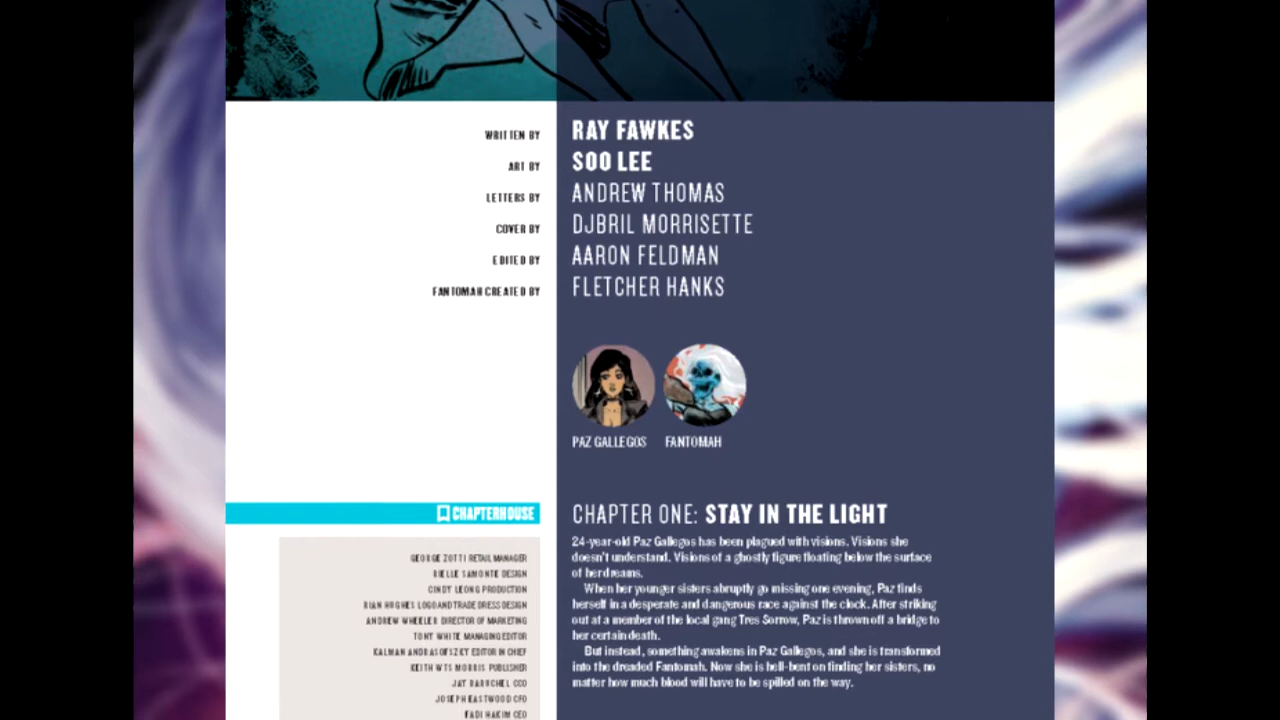 WRITTEN BY RAY FAWKES
ART BY SOO LEE
LETTERS BY ANDREW THOMAS
COVER BY DJBRIL MORRISETTE
EDITED BY AARON FELDMAN
FANTOMAH CREATED BY FLETCHER HANKS
PAZ GALLEGOS FANTOMAH
CHAPTERHOUSE
GEORGE ZOTTI RETAIL MANAGER
RIELLE SAMONTE DESIGN
CINDY LEONG PRODUCTION
RIAN HUGHES LOGO AND TRADE DRESS DESIGN
ANDREW WHEELER DIRECTOR OF MARKETING
TONY WHITE MANAGING EDITOR
KALMAN ANDRASOFSZKY EDITOR IN CHIEF
KEITH WTS MORRIS PUBLISHER
JAY BARUCHEL CCO
JOSEPH EASTWOOD CFO
FADI HAKIM CEO
CHAPTER ONE: STAY IN THE LIGHT
24-year-old Paz Gallegos has been plagued with visions. Visions she
doesn't understand. Visions of a ghostly figure floating below the surface
of her dreams.
When her younger sisters abruptly go missing one evening, Paz finds
herself in a desperate and dangerous race against the clock. After striking
out at a member of the local gang Tres Sorrow, Paz is thrown off a bridge to
her certain death.
But instead, something awakens in Paz Gallegos, and she is transformed
into the dreaded Fantomah. Now she is hell-bent on finding her sisters, no
matter how much blood will have to be spilled on the way.